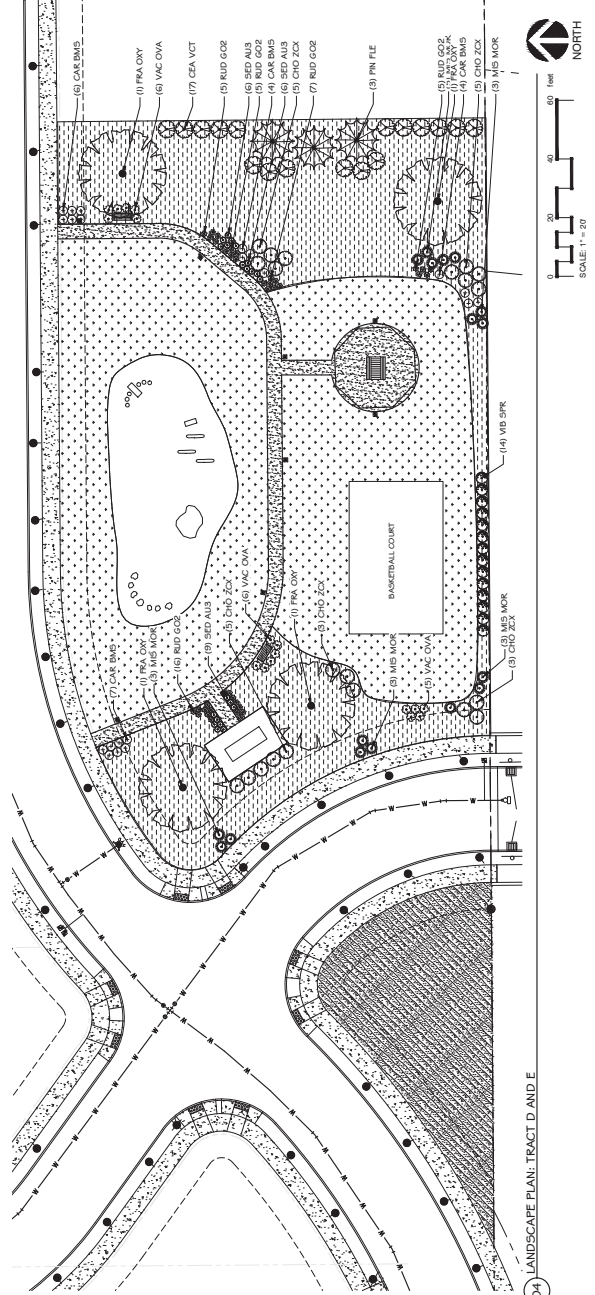 (6) CAR BM5
(1) FRA OXY
(6) VAC OVA
(17) CEA VCT
(5) RUD GO2
(6) SED AU3
(5) RUD GO2
(4) CAR BM5
(6) SED AU3
(5) CHO ZCX
(7) RUD GO2
(3) PIN FLE
(5) RUD GO2
(1) FRA OXY
(4) CAR BM5
(5) CHO ZCX
(3) MIS MOR
(14) VIB SPR
(3) MIS MOR
(3) CHO ZCX
(7) CAR BM5
(1) FRA OXY
(3) MIS MOR
(16) RUD GO2
(9) SED AU3
(5) CHO ZCX
(6) VAC OVA
(1) FRA OXY
(3) CHO ZCX
(3) MIS MOR
(5) VAC OVA
BASKETBALL COURT
W W W W W W W W W W W W
NORTH
0 20 40 60 feet
SCALE: 1" = 20'
LANDSCAPE PLAN: TRACT D AND E
04